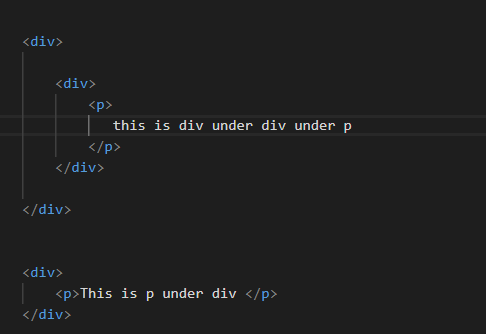 <div>
<div>
<p>
this is div under div under p
</p>
</div>
</div>
<div>
<p>This is p under div </p>
</div>